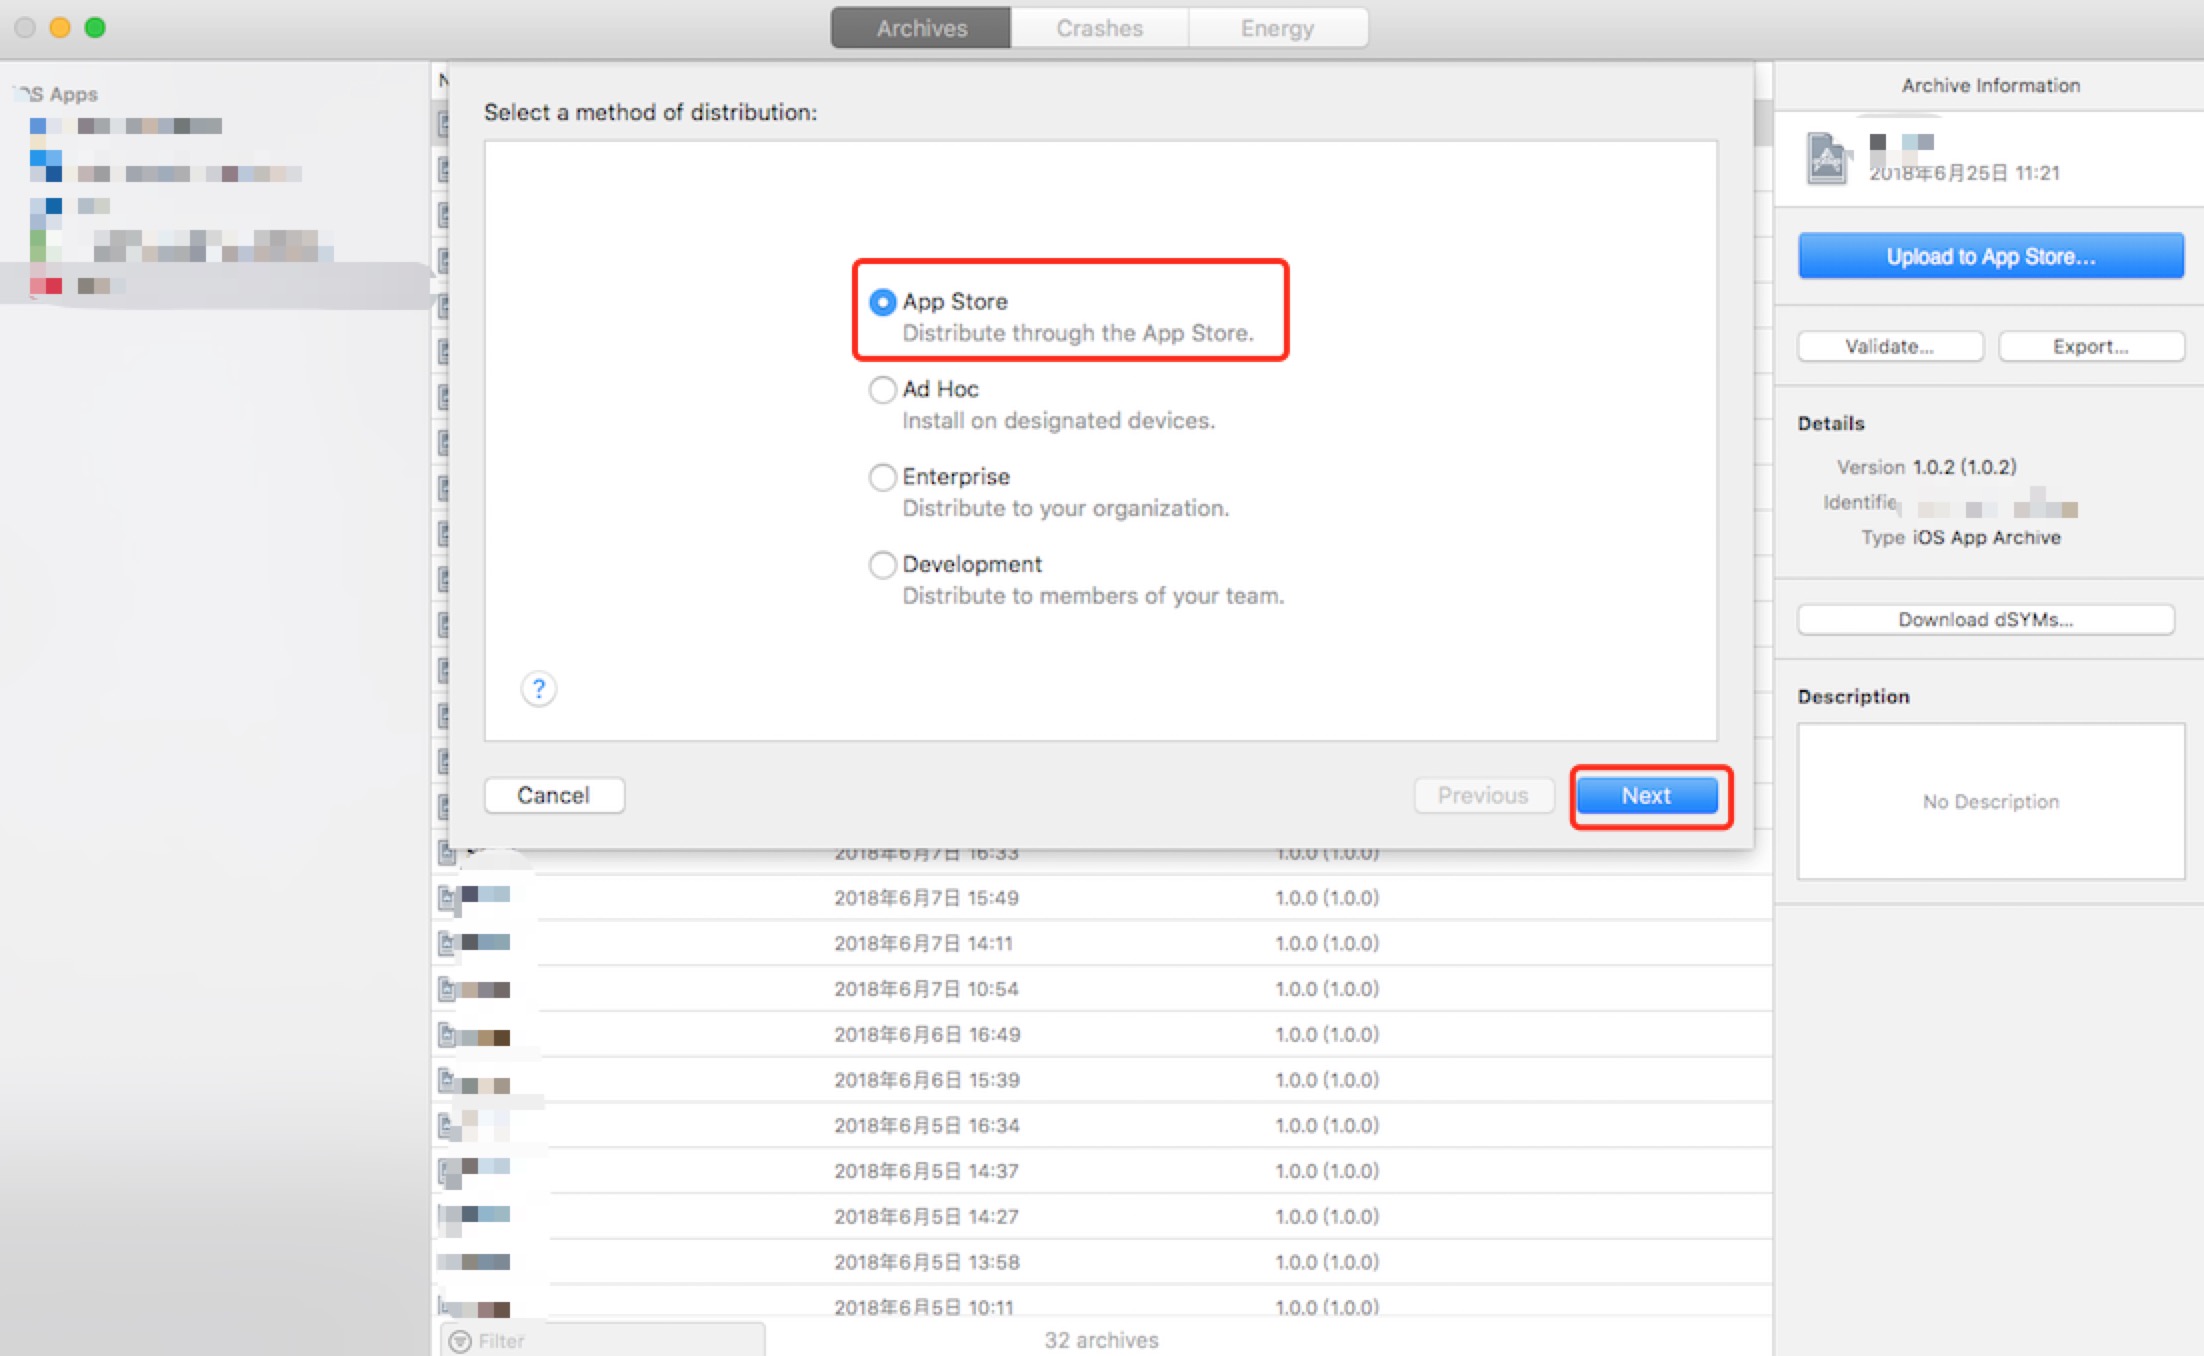 Archives
Crashes
Energy
iOS Apps
N
Select a method of distribution:
App Store
Distribute through the App Store.
Ad Hoc
Install on designated devices.
Enterprise
Distribute to your organization.
Development
Distribute to members of your team.
?
Cancel
Previous
Next
2018年6月7日 16:33 1.0.0 (1.0.0)
2018年6月7日 15:49 1.0.0 (1.0.0)
2018年6月7日 14:11 1.0.0 (1.0.0)
2018年6月7日 10:54 1.0.0 (1.0.0)
2018年6月6日 16:49 1.0.0 (1.0.0)
2018年6月6日 15:39 1.0.0 (1.0.0)
2018年6月5日 16:34 1.0.0 (1.0.0)
2018年6月5日 14:37 1.0.0 (1.0.0)
2018年6月5日 14:27 1.0.0 (1.0.0)
2018年6月5日 13:58 1.0.0 (1.0.0)
2018年6月5日 10:11 1.0.0 (1.0.0)
Filter
32 archives
Archive Information
2018年6月25日 11:21
Upload to App Store...
Validate...
Export...
Details
Version 1.0.2 (1.0.2)
Identifie
Type iOS App Archive
Download dSYMs...
Description
No Description